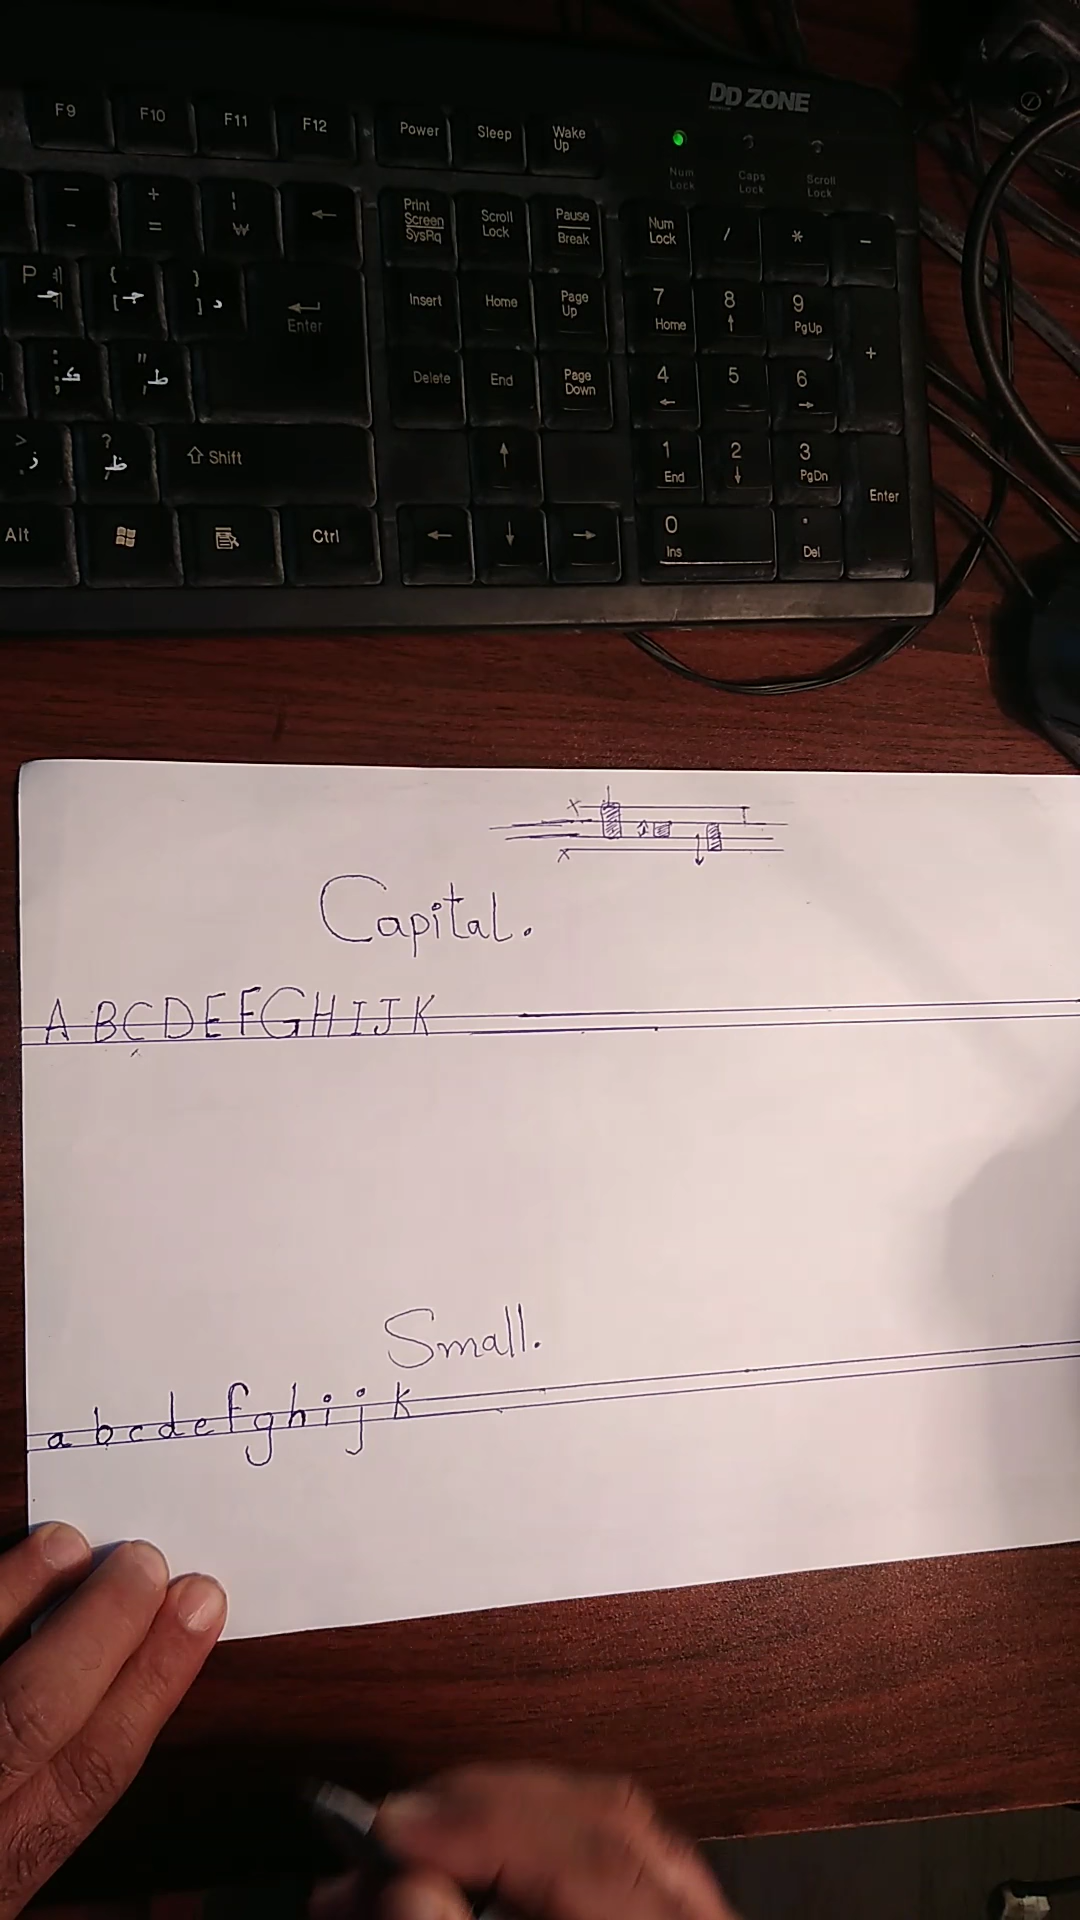 DD ZONE
F9 F10 F11 F12 Power Sleep Wake Up
Num Lock Caps Lock Scroll Lock
Print Screen SysRq Scroll Lock Pause Break Num Lock / * -
+ = ₩ ←
P { [ } ] Enter Insert Home Page Up 7 Home 8 ↑ 9 PgUp +
: ; " ' Delete End Page Down 4 ← 5 6 →
> . ? / ⇧ Shift ↑ 1 End 2 ↓ 3 PgDn Enter
Alt Ctrl ← ↓ → 0 Ins . Del
Capital.
A B C D E F G H I J K
Small.
a b c d e f g h i j k